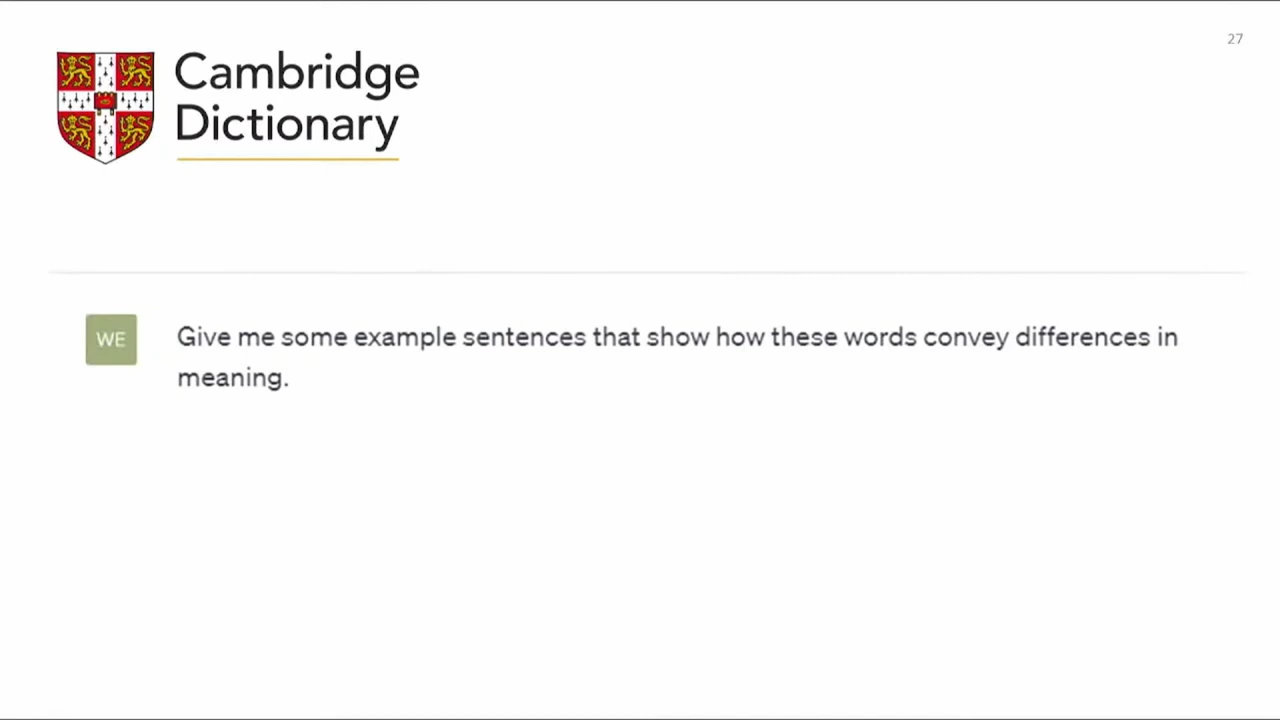 27
Cambridge
Dictionary
WE
Give me some example sentences that show how these words convey differences in
meaning.